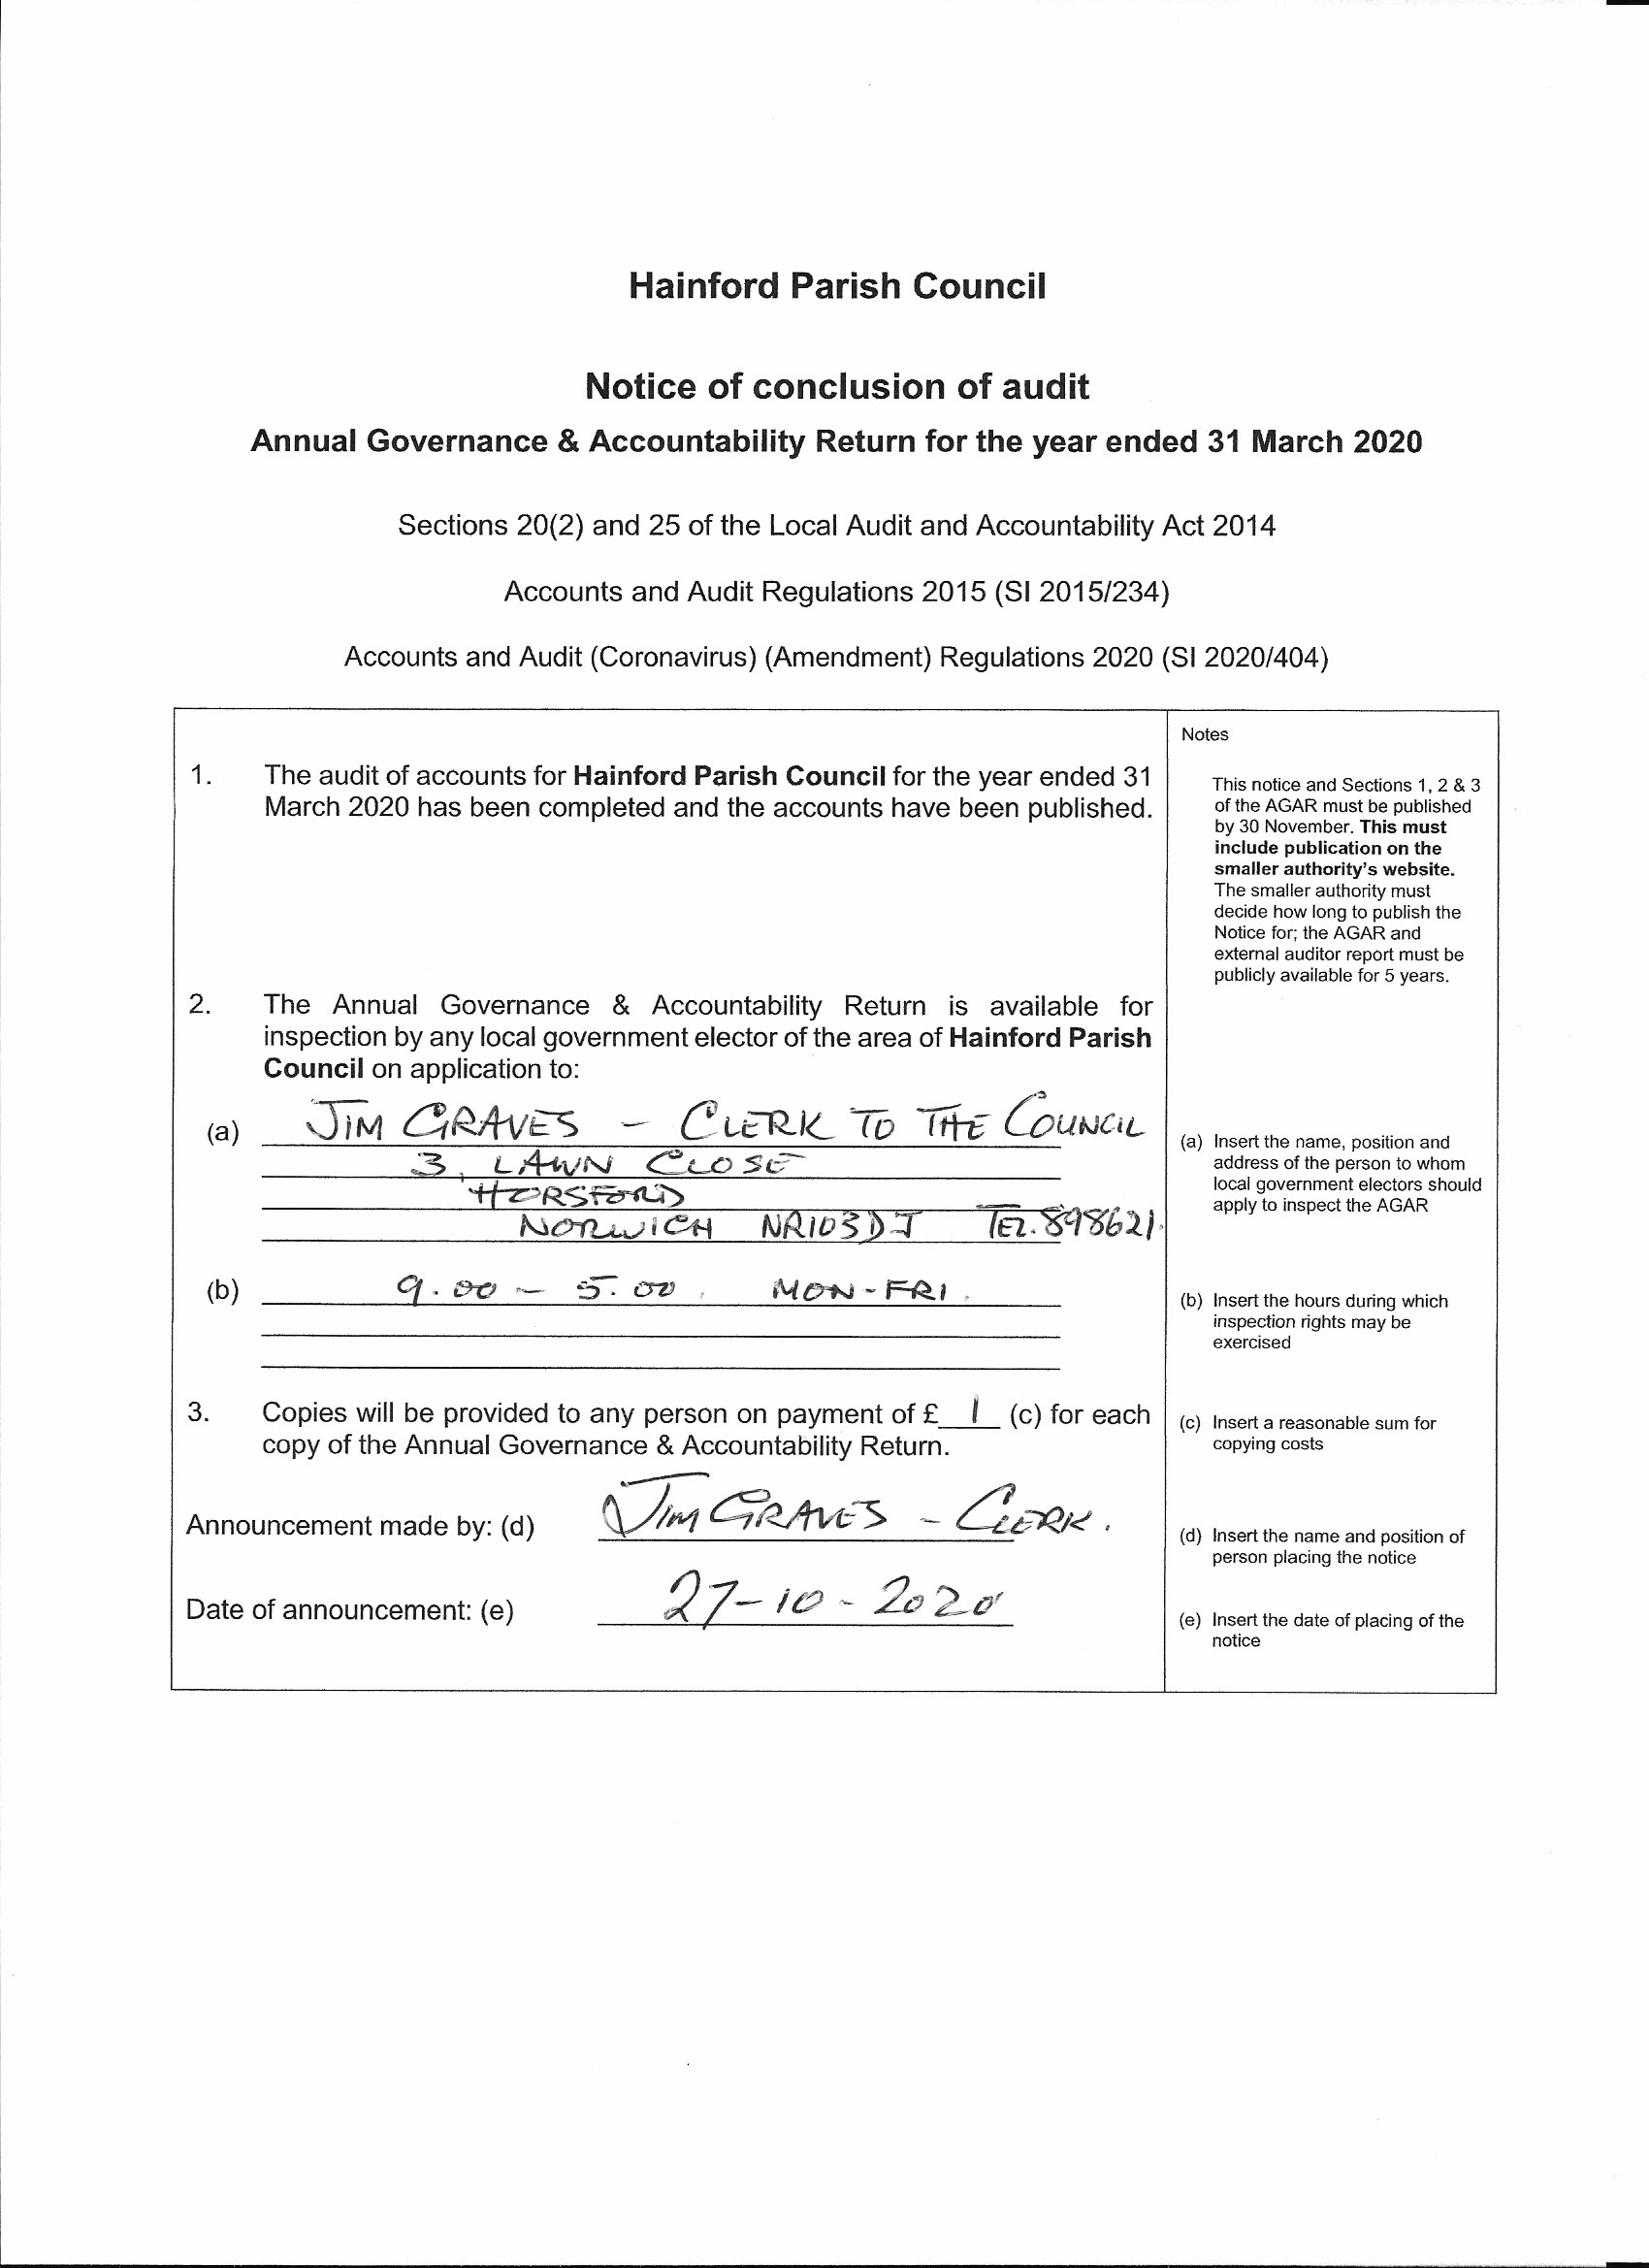 Hainford Parish Council
Notice of conclusion of audit
Annual Governance & Accountability Return for the year ended 31 March 2020
Sections 20(2) and 25 of the Local Audit and Accountability Act 2014
Accounts and Audit Regulations 2015 (SI 2015/234)
Accounts and Audit (Coronavirus) (Amendment) Regulations 2020 (SI 2020/404)
1. The audit of accounts for Hainford Parish Council for the year ended 31
March 2020 has been completed and the accounts have been published.
2. The Annual Governance & Accountability Return is available for
inspection by any local government elector of the area of Hainford Parish
Council on application to:
(a) JIM GRAVES - CLERK TO THE COUNCIL
3, LAWN CLOSE
HORSFORD
NORWICH NR103DJ TEL. 898621.
(b) 9.00 - 5.00, MON-FRI.
3. Copies will be provided to any person on payment of £ 1 (c) for each
copy of the Annual Governance & Accountability Return.
Announcement made by: (d) JIM GRAVES - CLERK.
Date of announcement: (e) 27-10-2020
Notes
This notice and Sections 1, 2 & 3
of the AGAR must be published
by 30 November. This must
include publication on the
smaller authority's website.
The smaller authority must
decide how long to publish the
Notice for; the AGAR and
external auditor report must be
publicly available for 5 years.
(a) Insert the name, position and
address of the person to whom
local government electors should
apply to inspect the AGAR
(b) Insert the hours during which
inspection rights may be
exercised
(c) Insert a reasonable sum for
copying costs
(d) Insert the name and position of
person placing the notice
(e) Insert the date of placing of the
notice